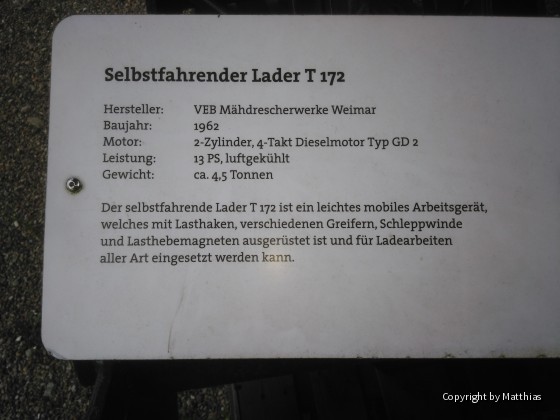 Selbstfahrender Lader T 172
Hersteller: VEB Mähdrescherwerke Weimar
Baujahr: 1962
Motor: 2-Zylinder, 4-Takt Dieselmotor Typ GD 2
Leistung: 13 PS, luftgekühlt
Gewicht: ca. 4,5 Tonnen
Der selbstfahrende Lader T 172 ist ein leichtes mobiles Arbeitsgerät,
welches mit Lasthaken, verschiedenen Greifern, Schleppwinde
und Lasthebemagneten ausgerüstet ist und für Ladearbeiten
aller Art eingesetzt werden kann.
Copyright by Matthias